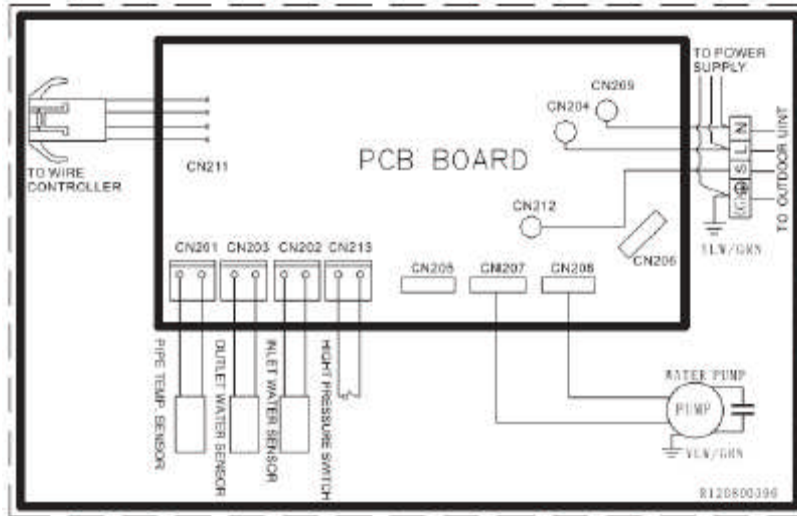 TO POWER
SUPPLY
CN209
CN204
N
L
S
TO OUTDOOR UINT
YLW/GRN
CN211
PCB BOARD
TO WIRE
CONTROLLER
CN212
CN206
CN201
CN203
CN202
CN213
CN205
CN207
CN208
PIPE TEMP. SENSOR
OUTLET WATER SENSOR
INLET WATER SENSOR
HIGHT PRESSURE SWITCH
WATER PUMP
PUMP
YLW/GRN